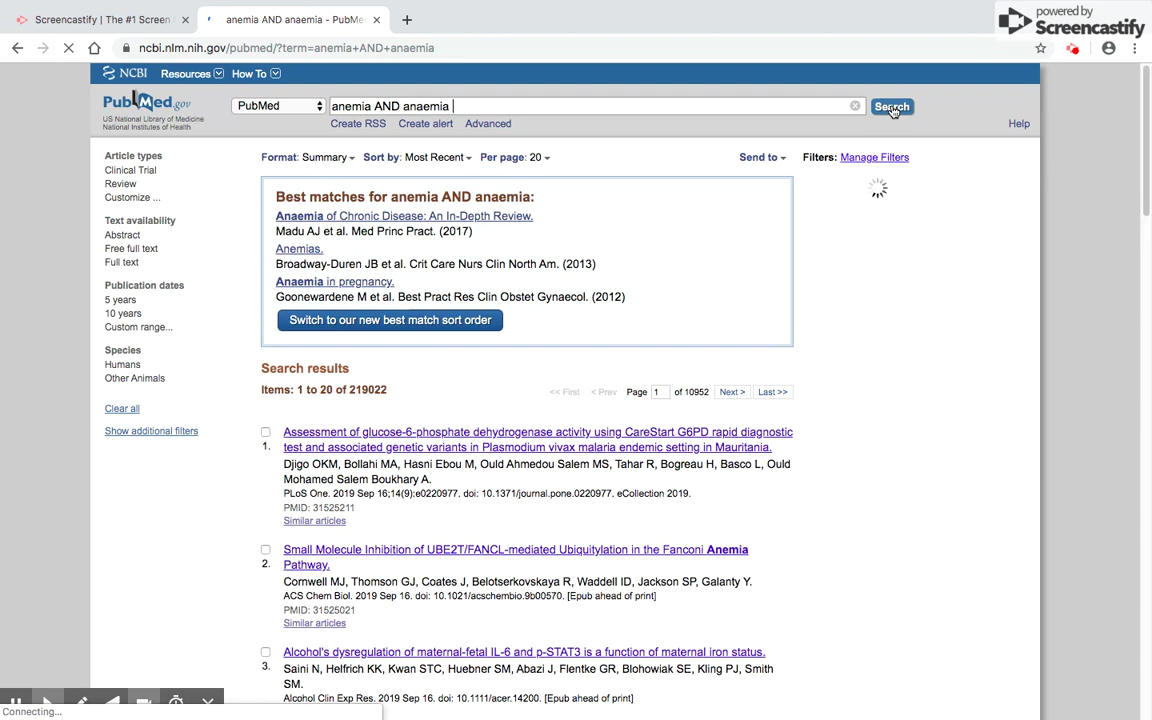 Screencastify | The #1 Screen
anemia AND anaemia - PubMe
powered by
Screencastify
ncbi.nlm.nih.gov/pubmed/?term=anemia+AND+anaemia
NCBI Resources How To
PubMed.gov
US National Library of Medicine
National Institutes of Health
PubMed
anemia AND anaemia
Search
Create RSS Create alert Advanced
Help
Article types
Clinical Trial
Review
Customize ...
Text availability
Abstract
Free full text
Full text
Publication dates
5 years
10 years
Custom range...
Species
Humans
Other Animals
Clear all
Show additional filters
Format: Summary Sort by: Most Recent Per page: 20
Send to
Filters: Manage Filters
Best matches for anemia AND anaemia:
Anaemia of Chronic Disease: An In-Depth Review.
Madu AJ et al. Med Princ Pract. (2017)
Anemias.
Broadway-Duren JB et al. Crit Care Nurs Clin North Am. (2013)
Anaemia in pregnancy.
Goonewardene M et al. Best Pract Res Clin Obstet Gynaecol. (2012)
Switch to our new best match sort order
Search results
Items: 1 to 20 of 219022
<< First < Prev Page 1 of 10952 Next > Last >>
1.
Assessment of glucose-6-phosphate dehydrogenase activity using CareStart G6PD rapid diagnostic
test and associated genetic variants in Plasmodium vivax malaria endemic setting in Mauritania.
Djigo OKM, Bollahi MA, Hasni Ebou M, Ould Ahmedou Salem MS, Tahar R, Bogreau H, Basco L, Ould
Mohamed Salem Boukhary A.
PLoS One. 2019 Sep 16;14(9):e0220977. doi: 10.1371/journal.pone.0220977. eCollection 2019.
PMID: 31525211
Similar articles
2.
Small Molecule Inhibition of UBE2T/FANCL-mediated Ubiquitylation in the Fanconi Anemia
Pathway.
Cornwell MJ, Thomson GJ, Coates J, Belotserkovskaya R, Waddell ID, Jackson SP, Galanty Y.
ACS Chem Biol. 2019 Sep 16. doi: 10.1021/acschembio.9b00570. [Epub ahead of print]
PMID: 31525021
Similar articles
3.
Alcohol's dysregulation of maternal-fetal IL-6 and p-STAT3 is a function of maternal iron status.
Saini N, Helfrich KK, Kwan STC, Huebner SM, Abazi J, Flentke GR, Blohowiak SE, Kling PJ, Smith
SM.
Alcohol Clin Exp Res. 2019 Sep 16. doi: 10.1111/acer.14200. [Epub ahead of print]
Connecting...